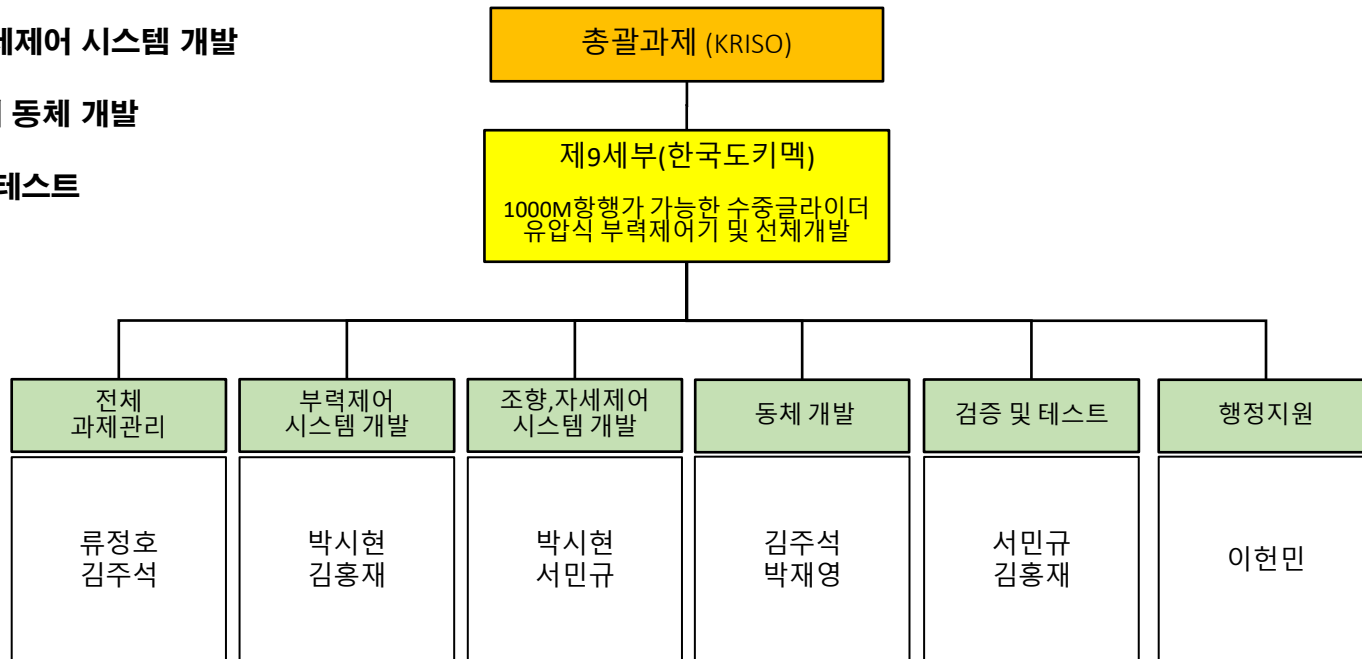 세제어 시스템 개발
동체 개발
테스트
총괄과제 (KRISO)
제9세부(한국도키멕)
1000M항행가 가능한 수중글라이더
유압식 부력제어기 및 선체개발
전체
과제관리
부력제어
시스템 개발
조향,자세제어
시스템 개발
동체 개발
검증 및 테스트
행정지원
류정호
김주석
박시현
김홍재
박시현
서민규
김주석
박재영
서민규
김홍재
이헌민